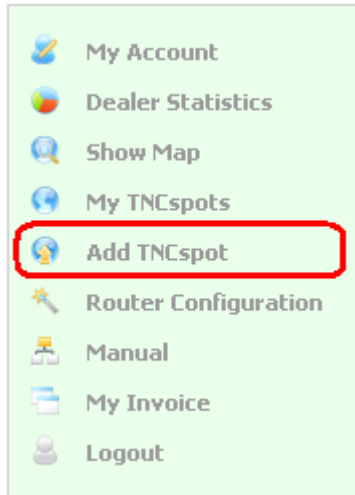 My Account
Dealer Statistics
Show Map
My TNCspots
Add TNCspot
Router Configuration
Manual
My Invoice
Logout